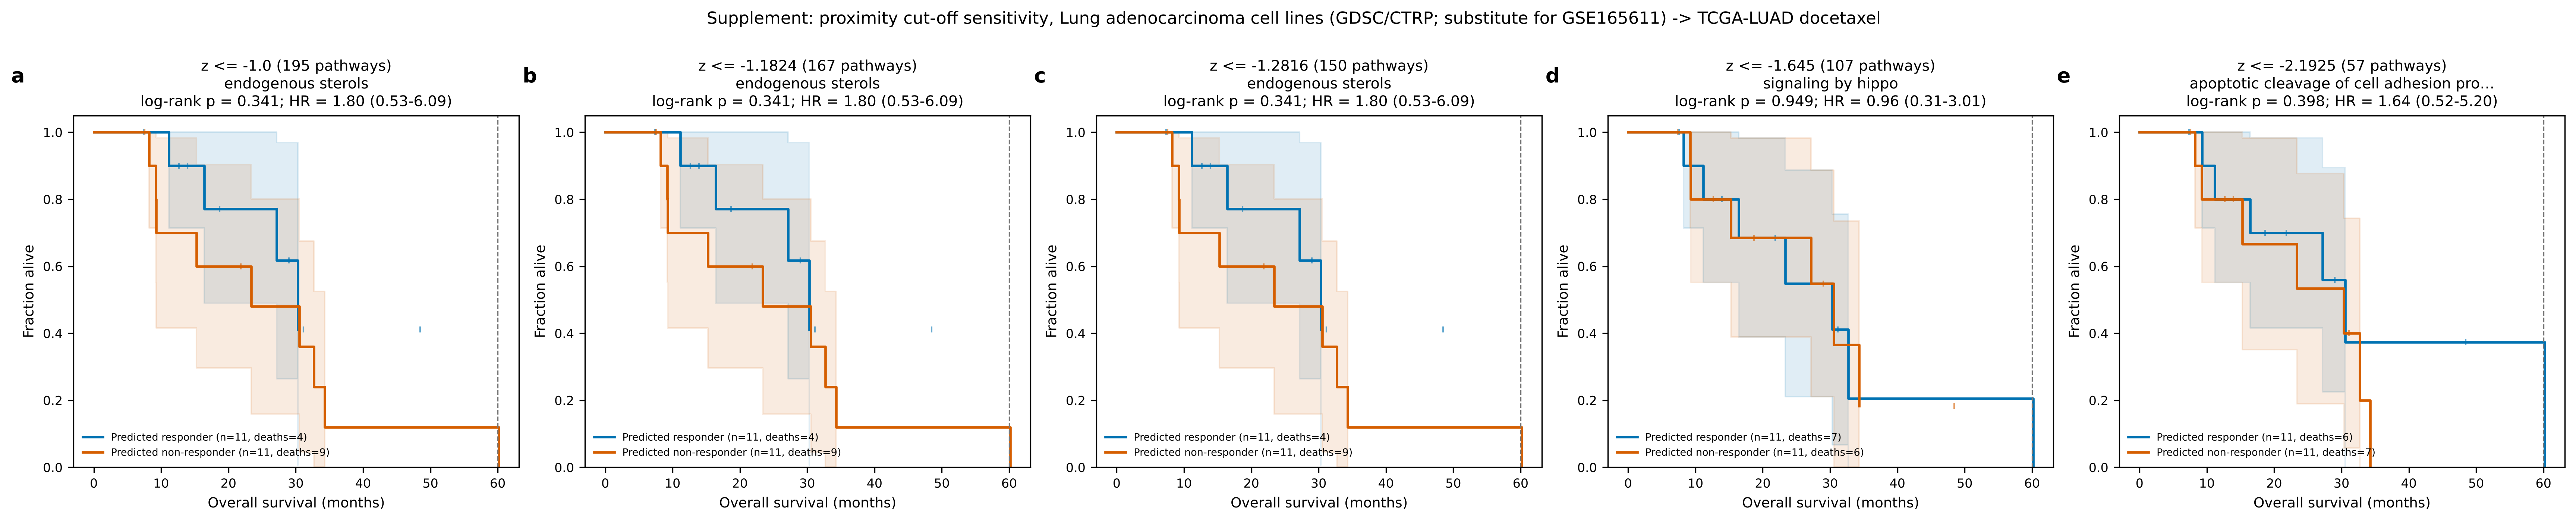 Supplement: proximity cut-off sensitivity, Lung adenocarcinoma cell lines (GDSC/CTRP; substitute for GSE165611) -> TCGA-LUAD docetaxel
a
z <= -1.0 (195 pathways)
endogenous sterols
log-rank p = 0.341; HR = 1.80 (0.53-6.09)
Fraction alive
1.0
0.8
0.6
0.4
0.2
0.0
Predicted responder (n=11, deaths=4)
Predicted non-responder (n=11, deaths=9)
0 10 20 30 40 50 60
Overall survival (months)
b
z <= -1.1824 (167 pathways)
endogenous sterols
log-rank p = 0.341; HR = 1.80 (0.53-6.09)
Fraction alive
1.0
0.8
0.6
0.4
0.2
0.0
Predicted responder (n=11, deaths=4)
Predicted non-responder (n=11, deaths=9)
0 10 20 30 40 50 60
Overall survival (months)
c
z <= -1.2816 (150 pathways)
endogenous sterols
log-rank p = 0.341; HR = 1.80 (0.53-6.09)
Fraction alive
1.0
0.8
0.6
0.4
0.2
0.0
Predicted responder (n=11, deaths=4)
Predicted non-responder (n=11, deaths=9)
0 10 20 30 40 50 60
Overall survival (months)
d
z <= -1.645 (107 pathways)
signaling by hippo
log-rank p = 0.949; HR = 0.96 (0.31-3.01)
Fraction alive
1.0
0.8
0.6
0.4
0.2
0.0
Predicted responder (n=11, deaths=7)
Predicted non-responder (n=11, deaths=6)
0 10 20 30 40 50 60
Overall survival (months)
e
z <= -2.1925 (57 pathways)
apoptotic cleavage of cell adhesion pro...
log-rank p = 0.398; HR = 1.64 (0.52-5.20)
Fraction alive
1.0
0.8
0.6
0.4
0.2
0.0
Predicted responder (n=11, deaths=6)
Predicted non-responder (n=11, deaths=7)
0 10 20 30 40 50 60
Overall survival (months)